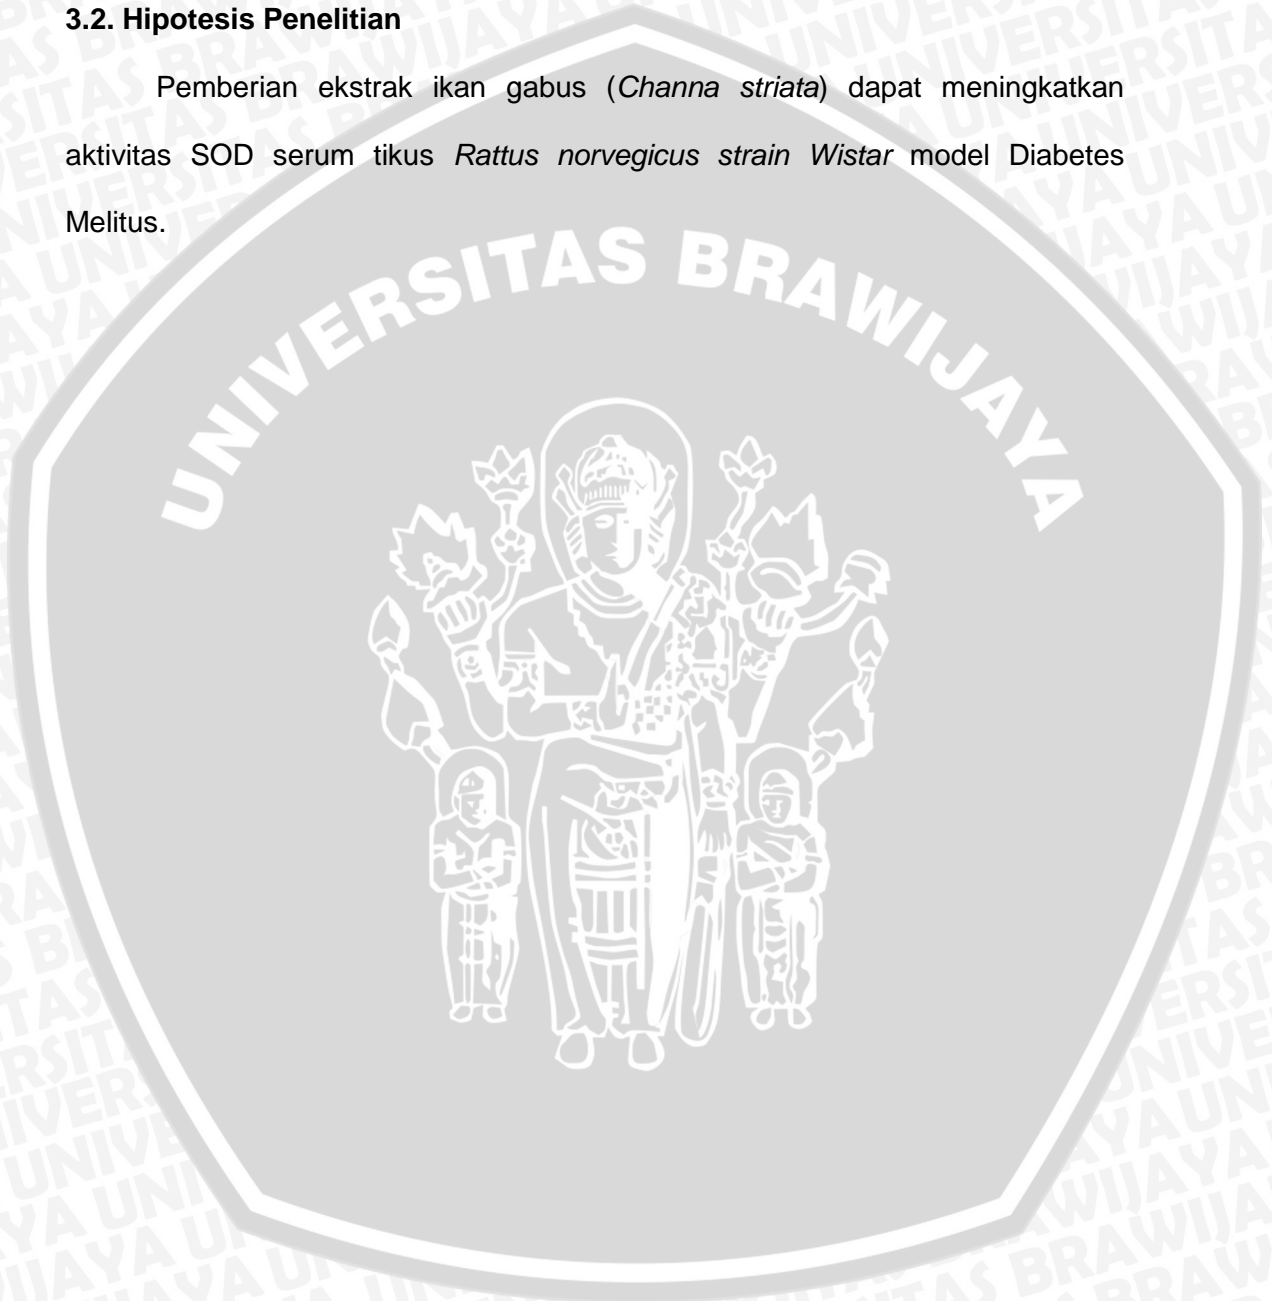 3.2. Hipotesis Penelitian
Pemberian ekstrak ikan gabus (Channa striata) dapat meningkatkan
aktivitas SOD serum tikus Rattus norvegicus strain Wistar model Diabetes
Melitus.
UNIVERSITAS BRAWIJAYA